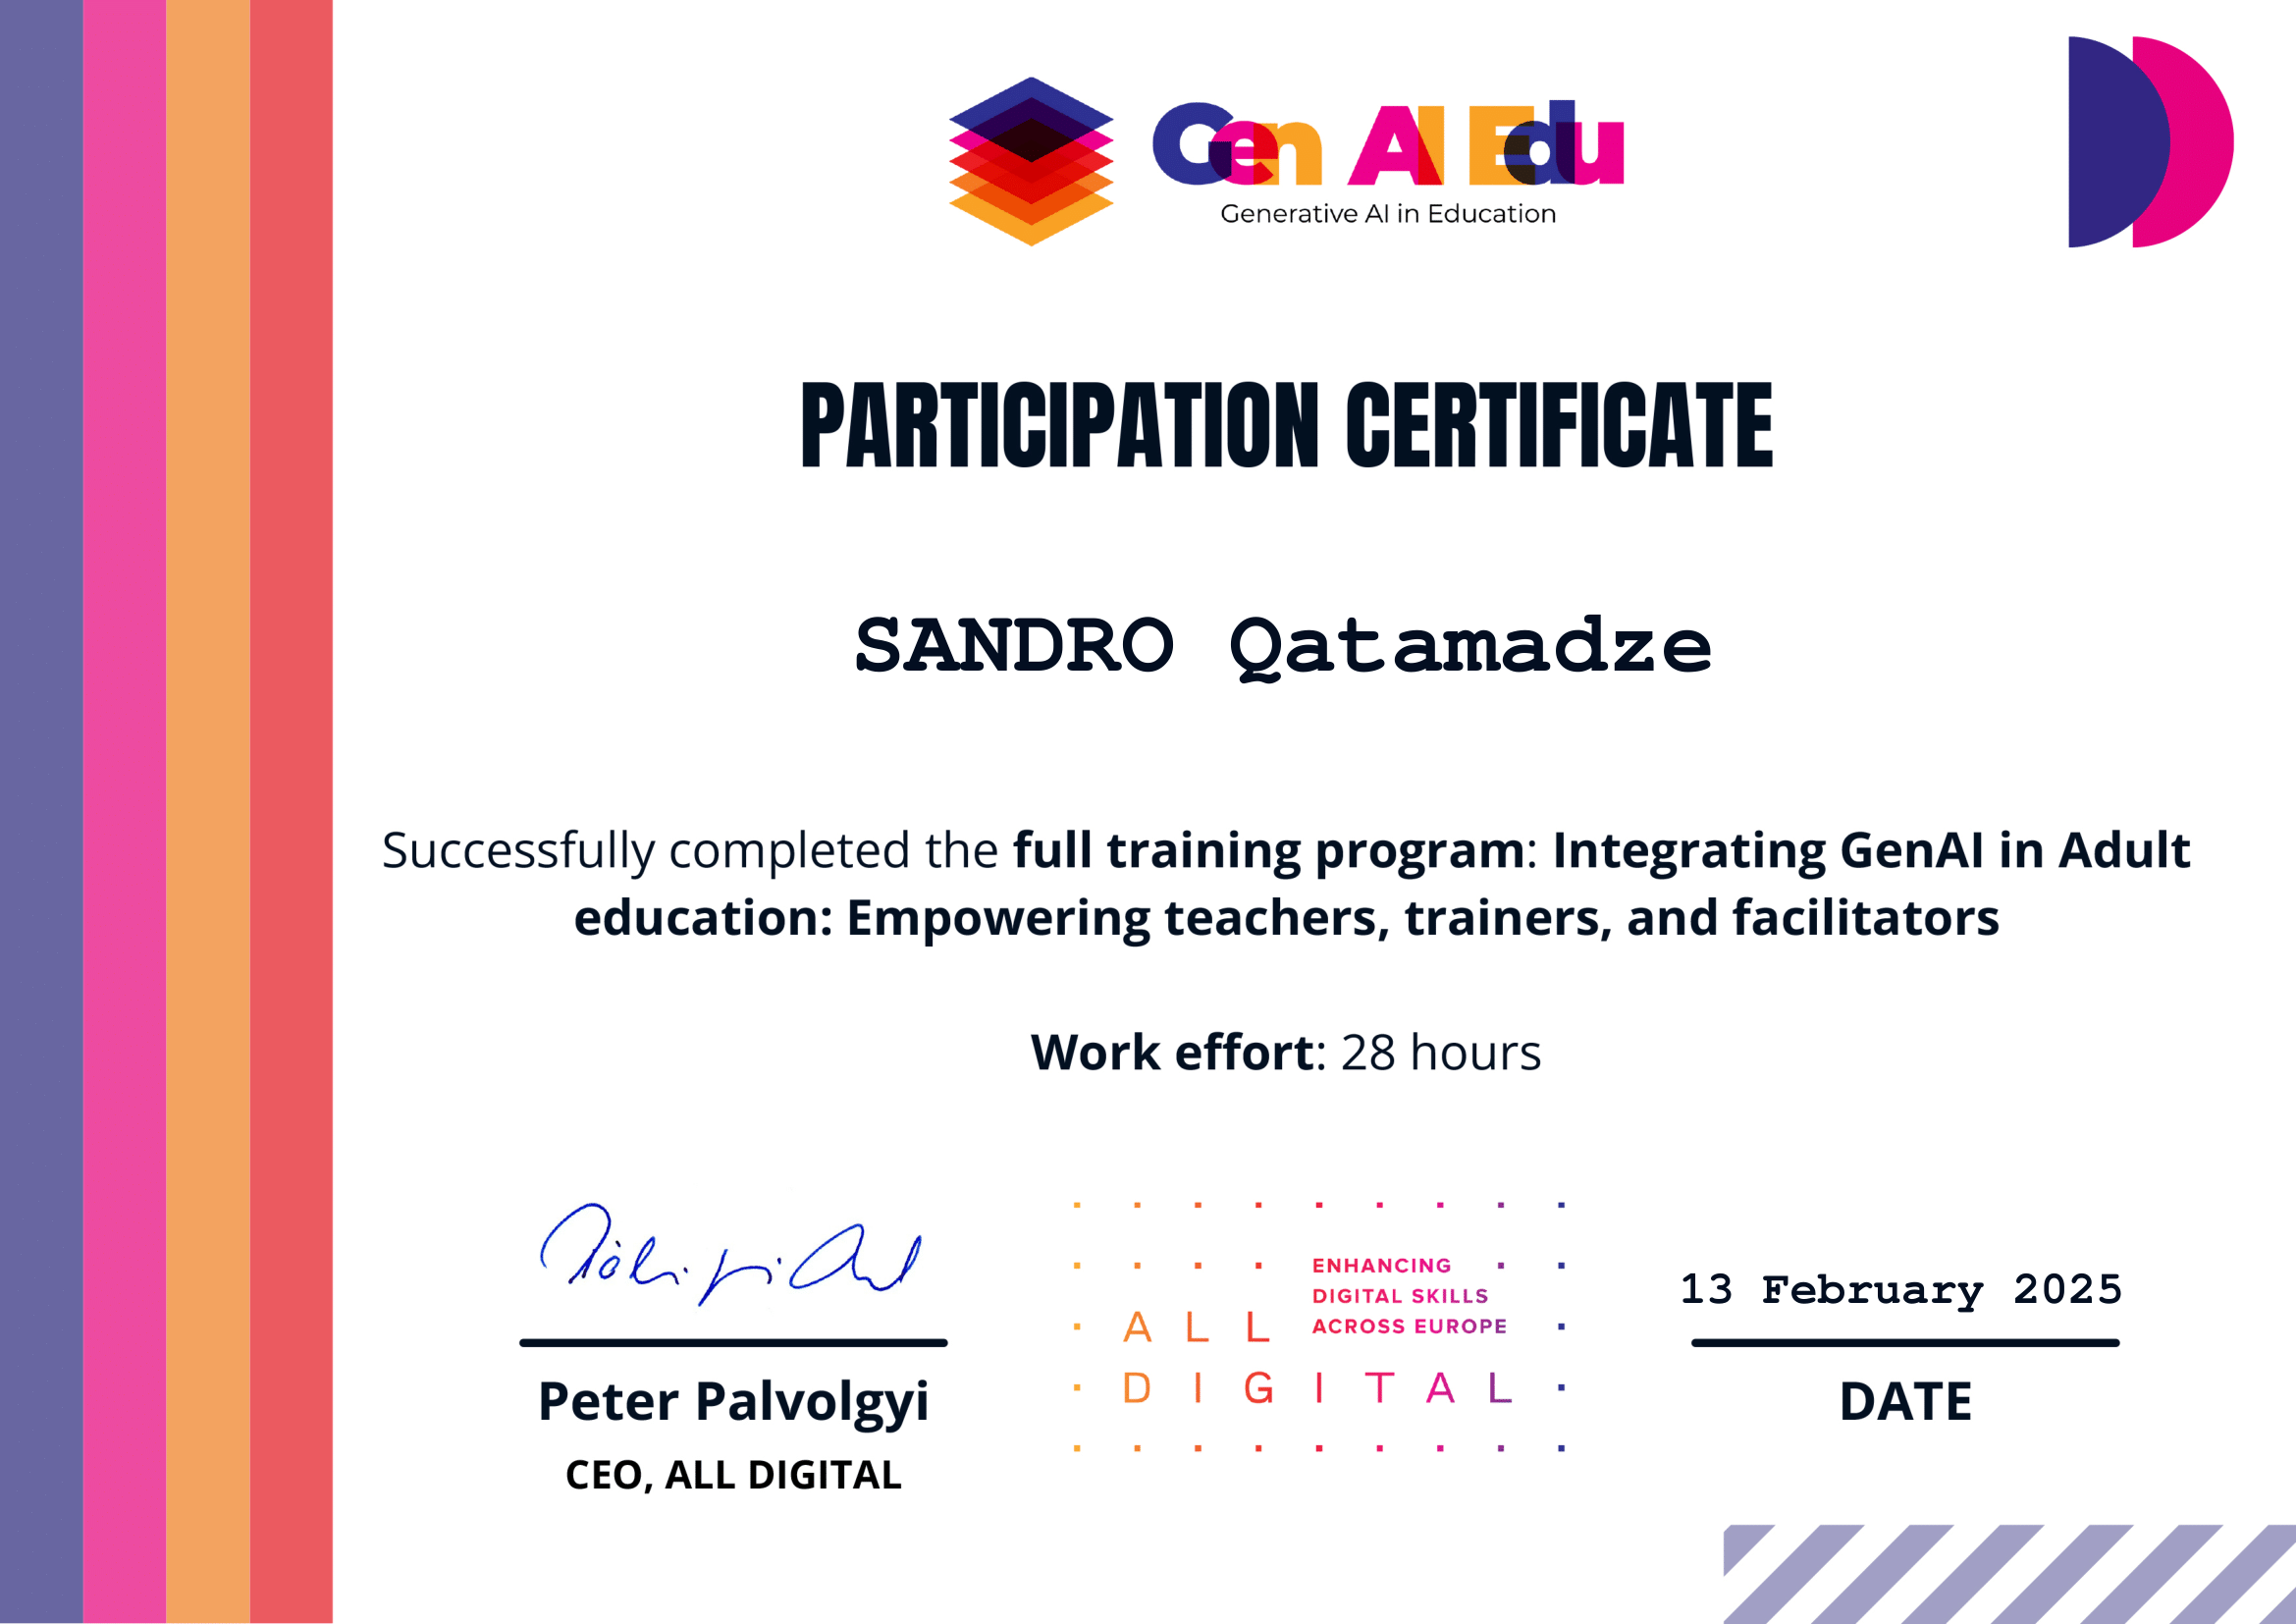 Gen AI Edu
Generative AI in Education
PARTICIPATION CERTIFICATE
SANDRO Qatamadze
Successfully completed the full training program: Integrating GenAI in Adult
education: Empowering teachers, trainers, and facilitators
Work effort: 28 hours
Peter Palvolgyi
CEO, ALL DIGITAL
ENHANCING
DIGITAL SKILLS
ACROSS EUROPE
ALL
DIGITAL
13 February 2025
DATE